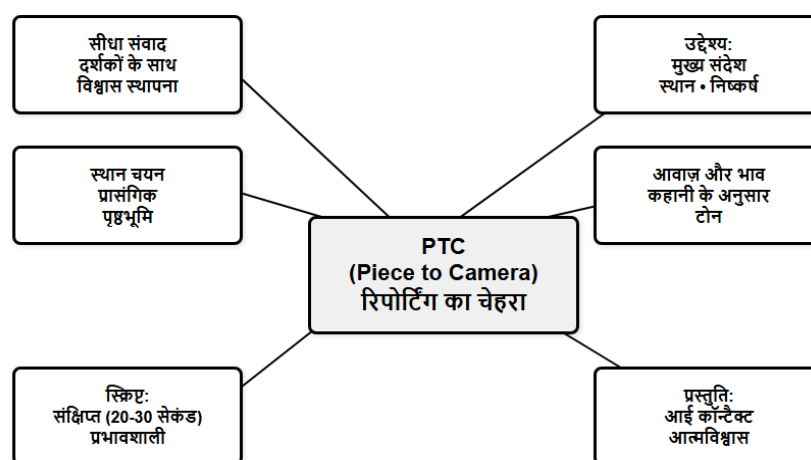 सीधा संवाद
दर्शकों के साथ
विश्वास स्थापना
उद्देश्य:
मुख्य संदेश
स्थान • निष्कर्ष
स्थान चयन
प्रासंगिक
पृष्ठभूमि
आवाज़ और भाव
कहानी के अनुसार
टोन
PTC
(Piece to Camera)
रिपोर्टिंग का चेहरा
स्क्रिप्ट:
संक्षिप्त (20-30 सेकंड)
प्रभावशाली
प्रस्तुति:
आई कॉन्टैक्ट
आत्मविश्वास